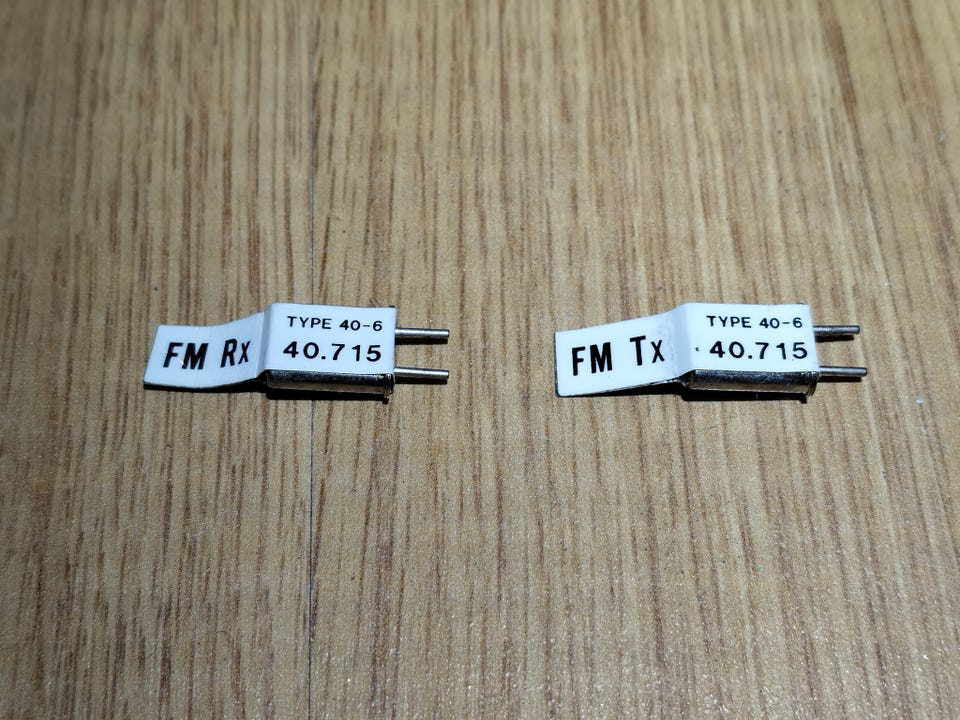 TYPE 40-6
FM Rx 40.715
TYPE 40-6
FM Tx 40.715